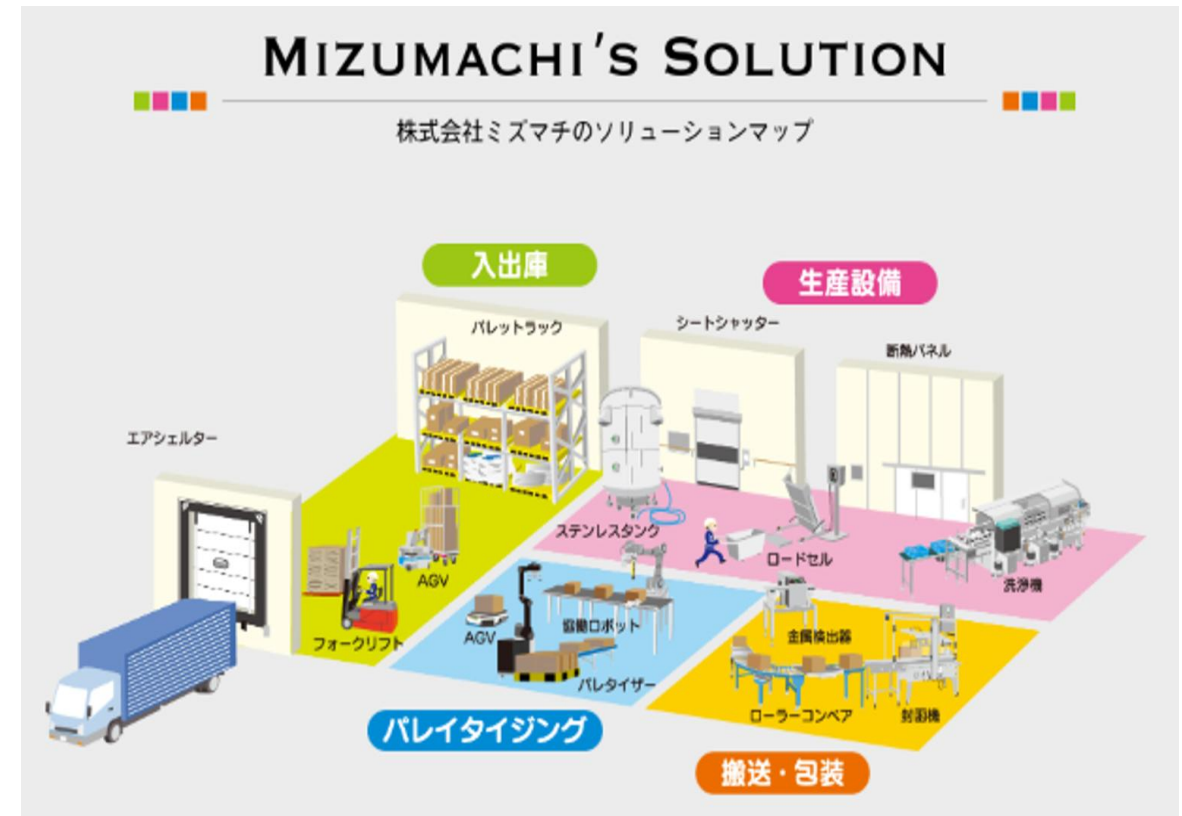 MIZUMACHI'S SOLUTION
株式会社ミズマチのソリューションマップ
入出庫
生産設備
パレットラック
シートシャッター
断熱パネル
エアシェルター
ステンレスタンク
ロードセル
洗浄機
AGV
フォークリフト
AGV
協働ロボット
パレタイザー
金属検出器
ローラーコンベア
封函機
パレイタイジング
搬送・包装